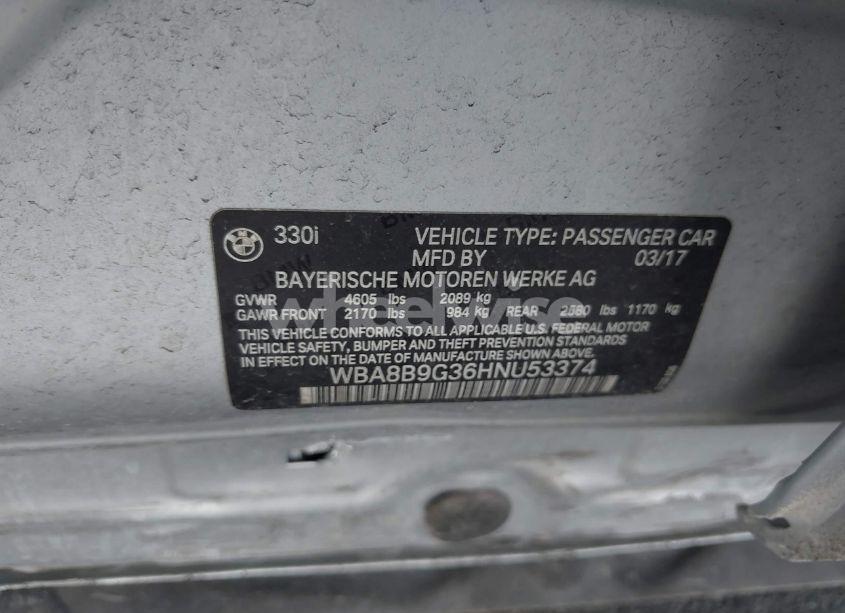 330i VEHICLE TYPE: PASSENGER CAR
MFD BY 03/17
BAYERISCHE MOTOREN WERKE AG
GVWR 4605 lbs 2089 kg
GAWR FRONT 2170 lbs 984 kg REAR 2580 lbs 1170 kg
THIS VEHICLE CONFORMS TO ALL APPLICABLE U.S. FEDERAL MOTOR
VEHICLE SAFETY, BUMPER AND THEFT PREVENTION STANDARDS
IN EFFECT ON THE DATE OF MANUFACTURE SHOWN ABOVE.
WBA8B9G36HNU53374
wheelwise